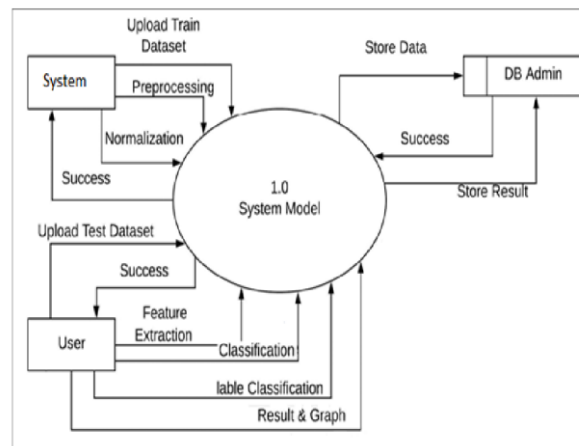 Upload Train
Dataset
System
Preprocessing
Normalization
Success
Store Data
DB Admin
Success
Store Result
1.0
System Model
Upload Test Dataset
Success
User
Feature
Extraction
Classification
lable Classification
Result & Graph